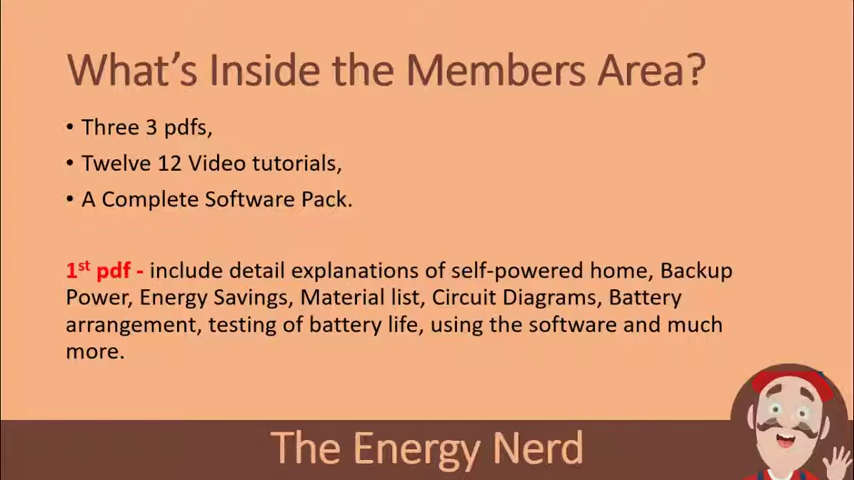 What's Inside the Members Area?
• Three 3 pdfs,
• Twelve 12 Video tutorials,
• A Complete Software Pack.
1st pdf - include detail explanations of self-powered home, Backup
Power, Energy Savings, Material list, Circuit Diagrams, Battery
arrangement, testing of battery life, using the software and much
more.
The Energy Nerd